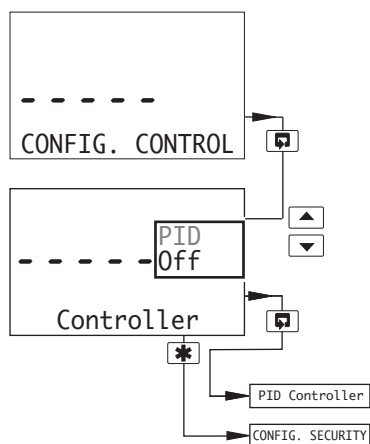 - - - - -
CONFIG. CONTROL
PID
- - - - - Off
Controller
PID Controller
CONFIG. SECURITY